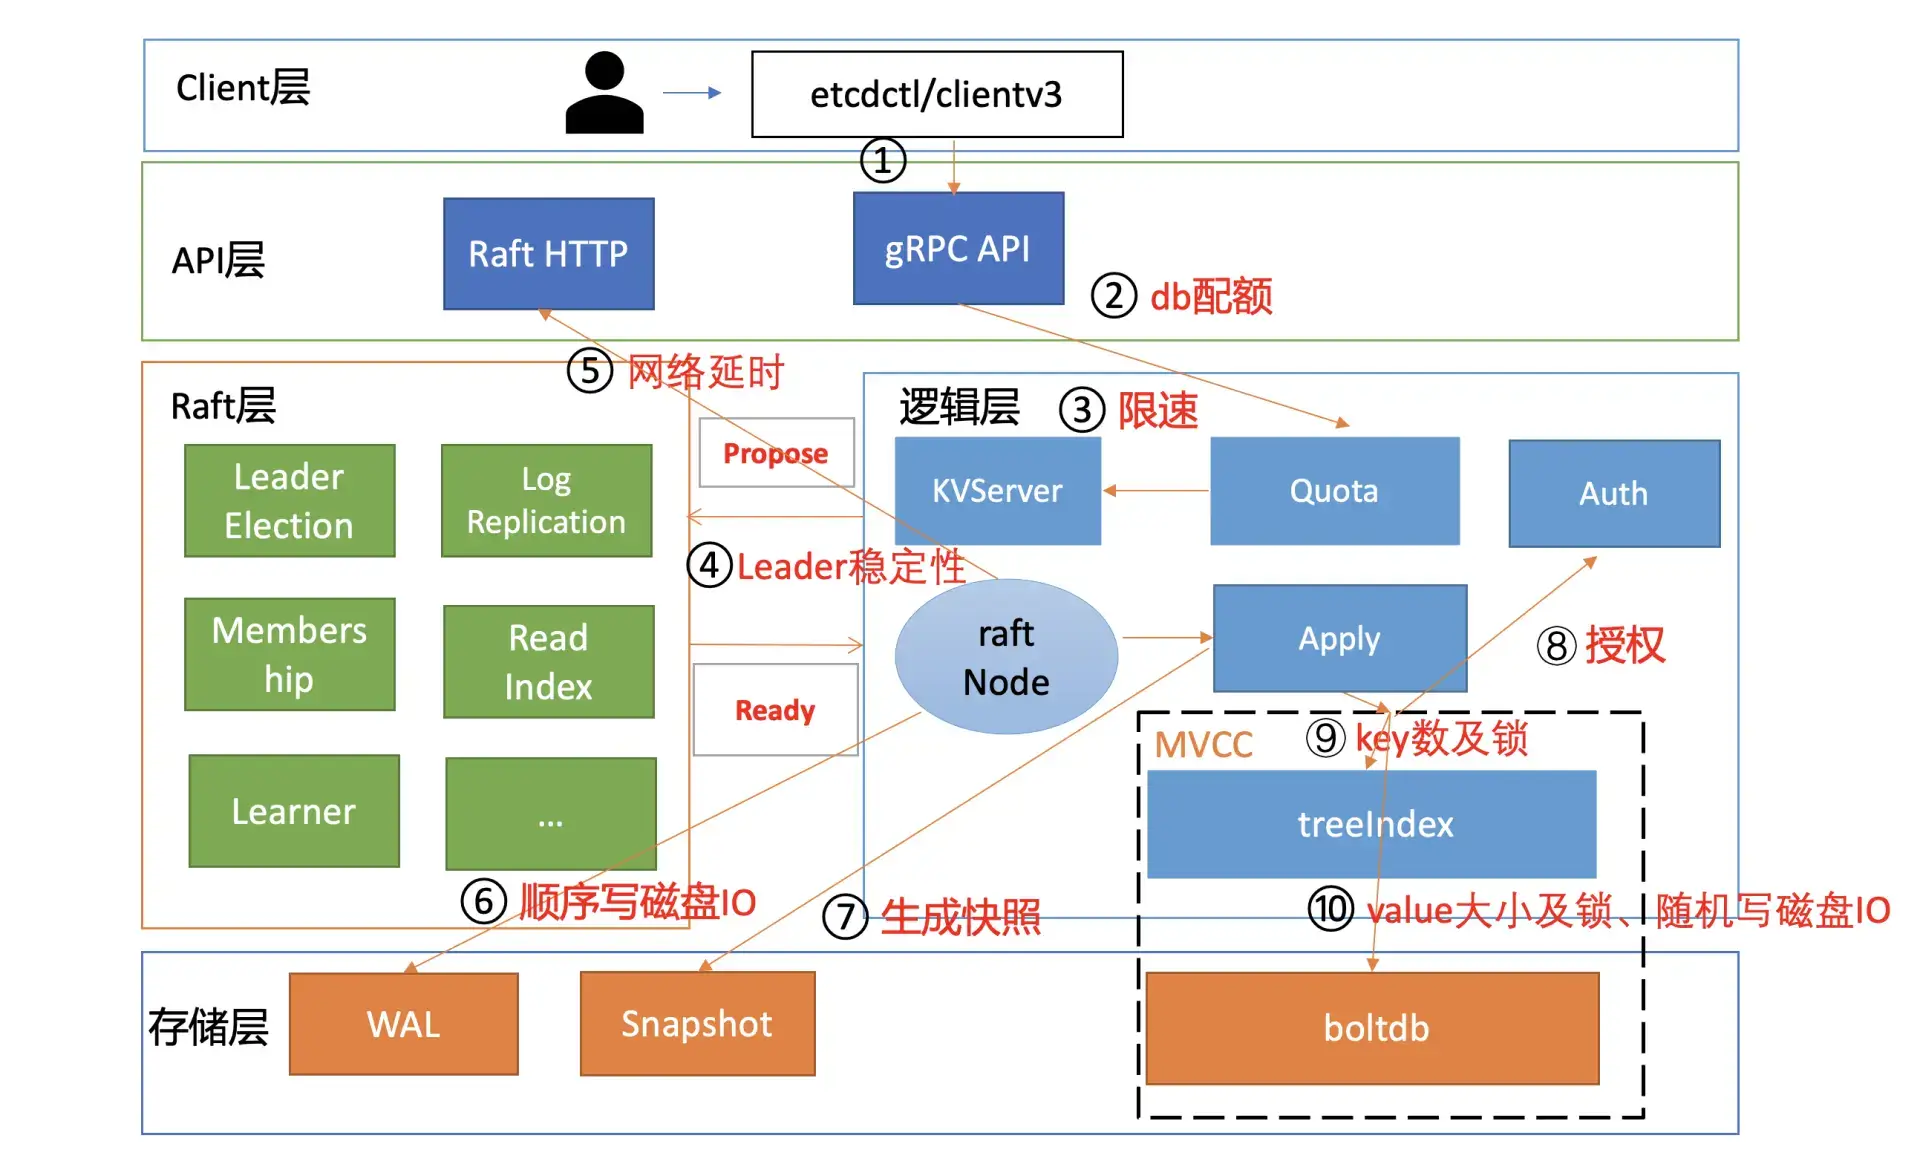 Client层
etcdctl/clientv3
①
API层
Raft HTTP
gRPC API
② db配额
⑤ 网络延时
Raft层
逻辑层
③ 限速
Leader
Election
Log
Replication
Propose
KVServer
Quota
Auth
④ Leader稳定性
Members
hip
Read
Index
Ready
raft
Node
Apply
⑧ 授权
MVCC
⑨ key数及锁
Learner
...
treeIndex
⑥ 顺序写磁盘IO
⑦ 生成快照
⑩ value大小及锁、随机写磁盘IO
存储层
WAL
Snapshot
boltdb